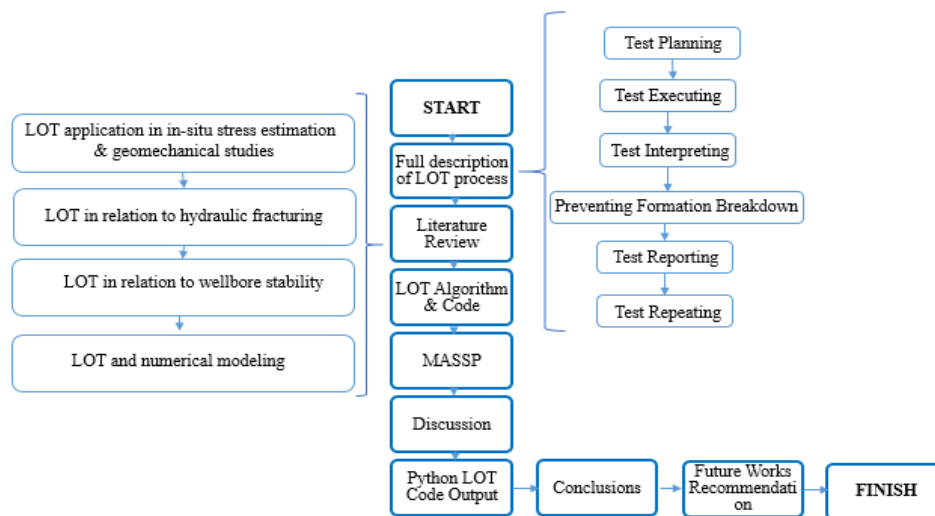 START
Full description
of LOT process
Literature
Review
LOT Algorithm
& Code
MASSP
Discussion
Python LOT
Code Output
Conclusions
Future Works
Recommendati
on
FINISH
Test Planning
Test Executing
Test Interpreting
Preventing Formation Breakdown
Test Reporting
Test Repeating
LOT application in in-situ stress estimation
& geomechanical studies
LOT in relation to hydraulic fracturing
LOT in relation to wellbore stability
LOT and numerical modeling